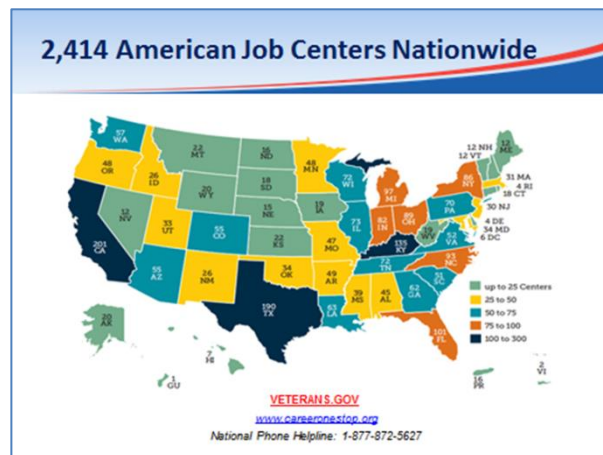 2,414 American Job Centers Nationwide
57
WA
48
OR
26
ID
22
MT
16
ND
18
SD
20
WY
15
NE
22
KS
12
NV
33
UT
55
CO
201
CA
55
AZ
26
NM
190
TX
34
OK
48
MN
19
IA
47
MO
49
AR
63
LA
72
WI
73
IL
97
MI
82
IN
89
OH
135
KY
72
TN
39
MS
45
AL
62
GA
101
FL
51
SC
93
NC
52
VA
19
WV
70
PA
86
NY
12 NH
12 VT
12
ME
31 MA
4 RI
18 CT
30 NJ
4 DE
34 MD
6 DC
20
AR
7
HI
1
GU
16
PR
2
VI
up to 25 Centers
25 to 50
50 to 75
75 to 100
100 to 300
VETERANS.GOV
www.careeronestop.org
National Phone Helpline: 1-877-872-5627